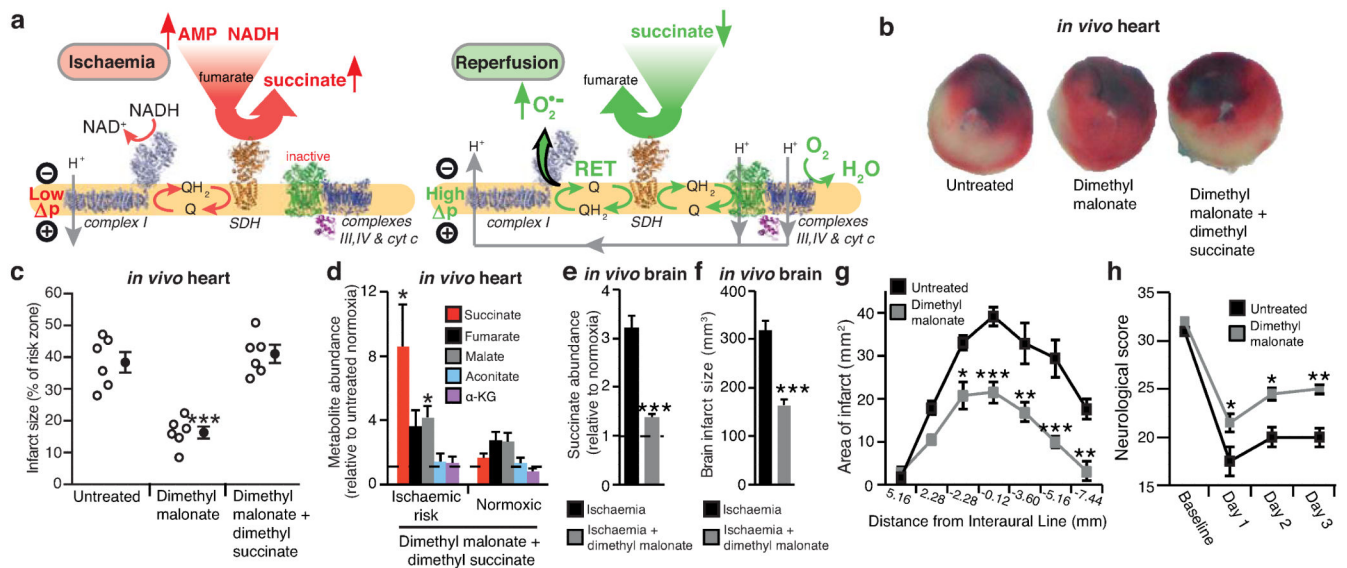 a
Ischaemia
AMP NADH
fumarate
succinate
NADH
NAD+
H+
inactive
QH2
Q
Low
Δp
complex I
SDH
complexes
III,IV & cyt c
Reperfusion
succinate
fumarate
O2•−
RET
H+
H+
H+
O2
H2O
Q
QH2
QH2
Q
High
Δp
complex I
SDH
complexes
III,IV & cyt c
b
in vivo heart
Untreated
Dimethyl
malonate
Dimethyl
malonate +
dimethyl
succinate
c
in vivo heart
Infarct size (% of risk zone)
60
50
40
30
20
10
0
***
Untreated
Dimethyl
malonate
Dimethyl
malonate +
dimethyl
succinate
d
in vivo heart
Metabolite abundance
(relative to untreated normoxia)
12
8
4
0
*
*
Succinate
Fumarate
Malate
Aconitate
α-KG
Ischaemic
risk
Normoxic
Dimethyl malonate +
dimethyl succinate
e
in vivo brain
Succinate abundance
(relative to normoxia)
4
3
2
1
0
***
Ischaemia
Ischaemia +
dimethyl malonate
f
in vivo brain
Brain infarct size (mm3)
400
300
200
100
0
***
Ischaemia
Ischaemia +
dimethyl malonate
g
Untreated
Dimethyl
malonate
Area of infarct (mm2)
50
40
30
20
10
0
*
***
**
***
**
5.16
2.28
-2.28
-0.12
-3.60
-5.16
-7.44
Distance from Interaural Line (mm)
h
Untreated
Dimethyl
malonate
Neurological score
35
30
25
20
15
*
*
**
Baseline
Day 1
Day 2
Day 3